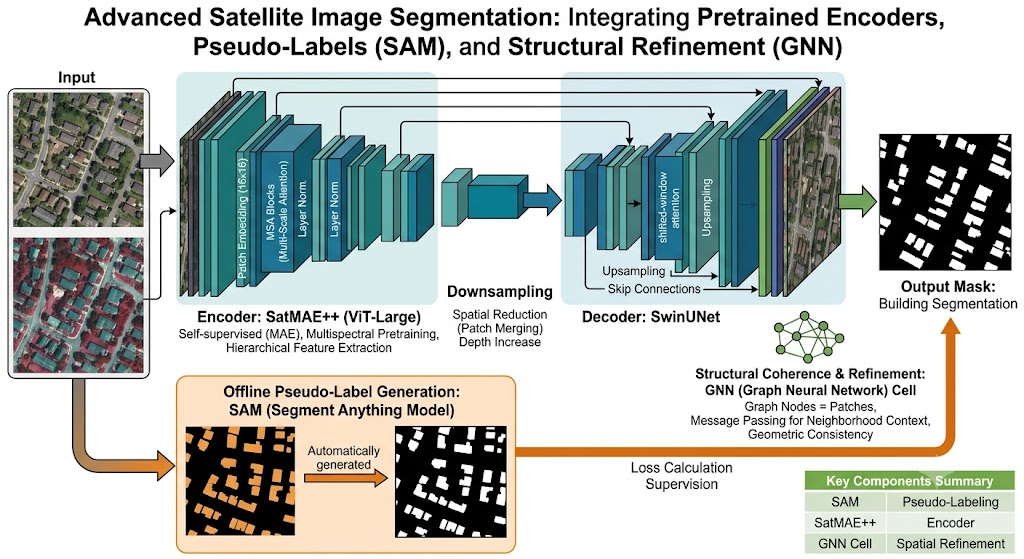 Advanced Satellite Image Segmentation: Integrating Pretrained Encoders,
Pseudo-Labels (SAM), and Structural Refinement (GNN)
Input
Patch Embedding (16x16)
MSA Blocks
(Multi-Scale Attention)
Layer Norm
Layer Norm
Encoder: SatMAE++ (ViT-Large)
Self-supervised (MAE), Multispectral Pretraining,
Hierarchical Feature Extraction
Downsampling
Spatial Reduction
(Patch Merging)
Depth Increase
shiRed-window
attention
Upsampling
Upsampling
Skip Connections
Decoder: SwinUNet
Output Mask:
Building Segmentation
Structural Coherence & Refinement:
GNN (Graph Neural Network) Cell
Graph Nodes = Patches,
Message Passing for Neighborhood Context,
Geometric Consistency
Offline Pseudo-Label Generation:
SAM (Segment Anything Model)
Automatically
generated
Loss Calculation
Supervision
Key Components Summary
SAM Pseudo-Labeling
SatMAE++ Encoder
GNN Cell Spatial Refinement